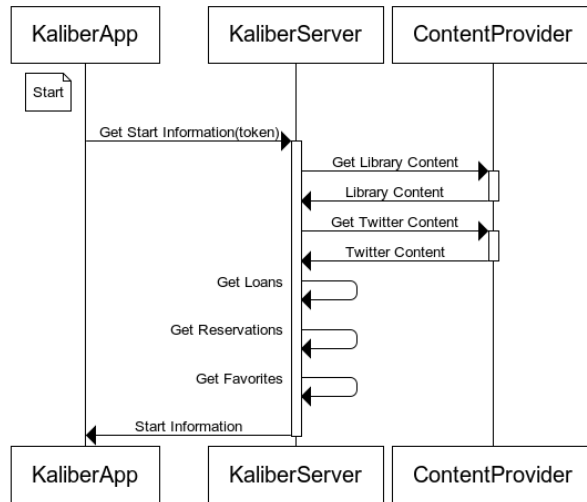 KaliberApp
KaliberServer
ContentProvider
Start
Get Start Information(token)
Get Library Content
Library Content
Get Twitter Content
Twitter Content
Get Loans
Get Reservations
Get Favorites
Start Information
KaliberApp
KaliberServer
ContentProvider